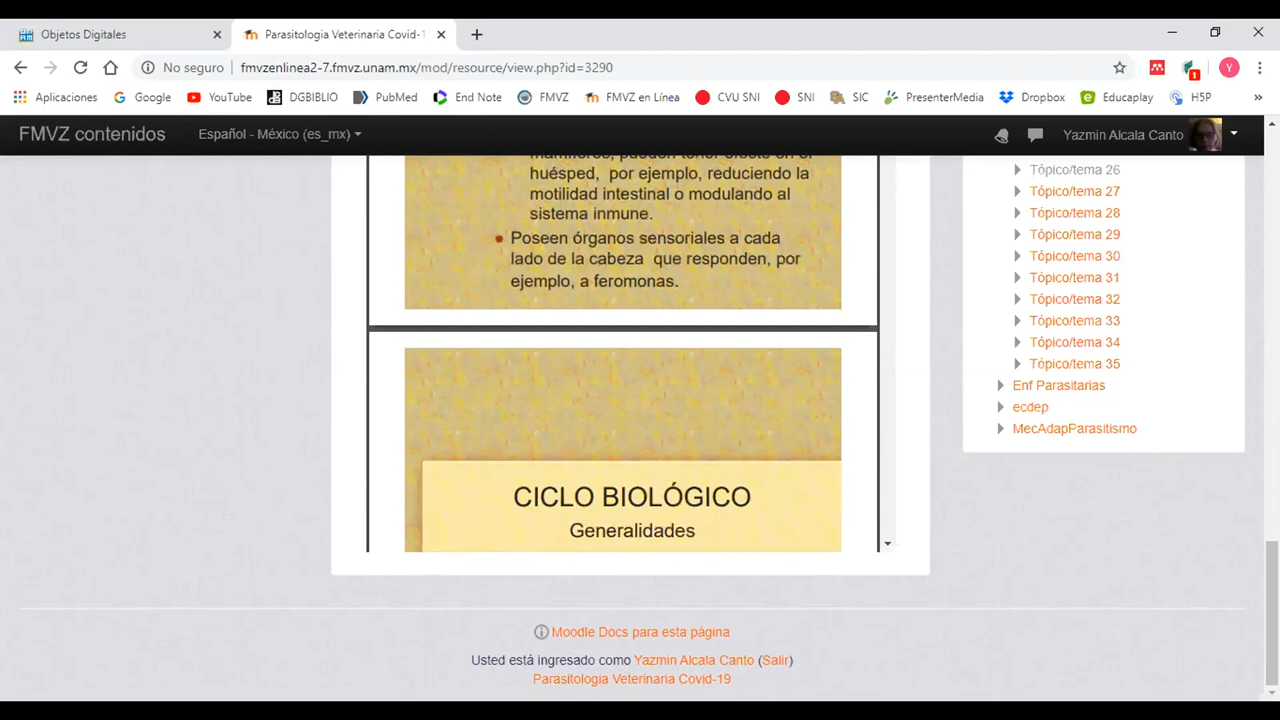 Objetos Digitales
Parasitologia Veterinaria Covid-1
No seguro
fmvzenlinea2-7.fmvz.unam.mx/mod/resource/view.php?id=3290
Y
1
Aplicaciones
Google
YouTube
DGBIBLIO
PubMed
End Note
FMVZ
FMVZ en Línea
CVU SNI
SNI
SIC
PresenterMedia
Dropbox
Educaplay
H5P
FMVZ contenidos
Español - México (es_mx)
Yazmin Alcala Canto
huésped, por ejemplo, reduciendo la
motilidad intestinal o modulando al
sistema inmune.
Poseen órganos sensoriales a cada
lado de la cabeza que responden, por
ejemplo, a feromonas.
CICLO BIOLÓGICO
Generalidades
Tópico/tema 26
Tópico/tema 27
Tópico/tema 28
Tópico/tema 29
Tópico/tema 30
Tópico/tema 31
Tópico/tema 32
Tópico/tema 33
Tópico/tema 34
Tópico/tema 35
Enf Parasitarias
ecdep
MecAdapParasitismo
Moodle Docs para esta página
Usted está ingresado como Yazmin Alcala Canto (Salir)
Parasitologia Veterinaria Covid-19